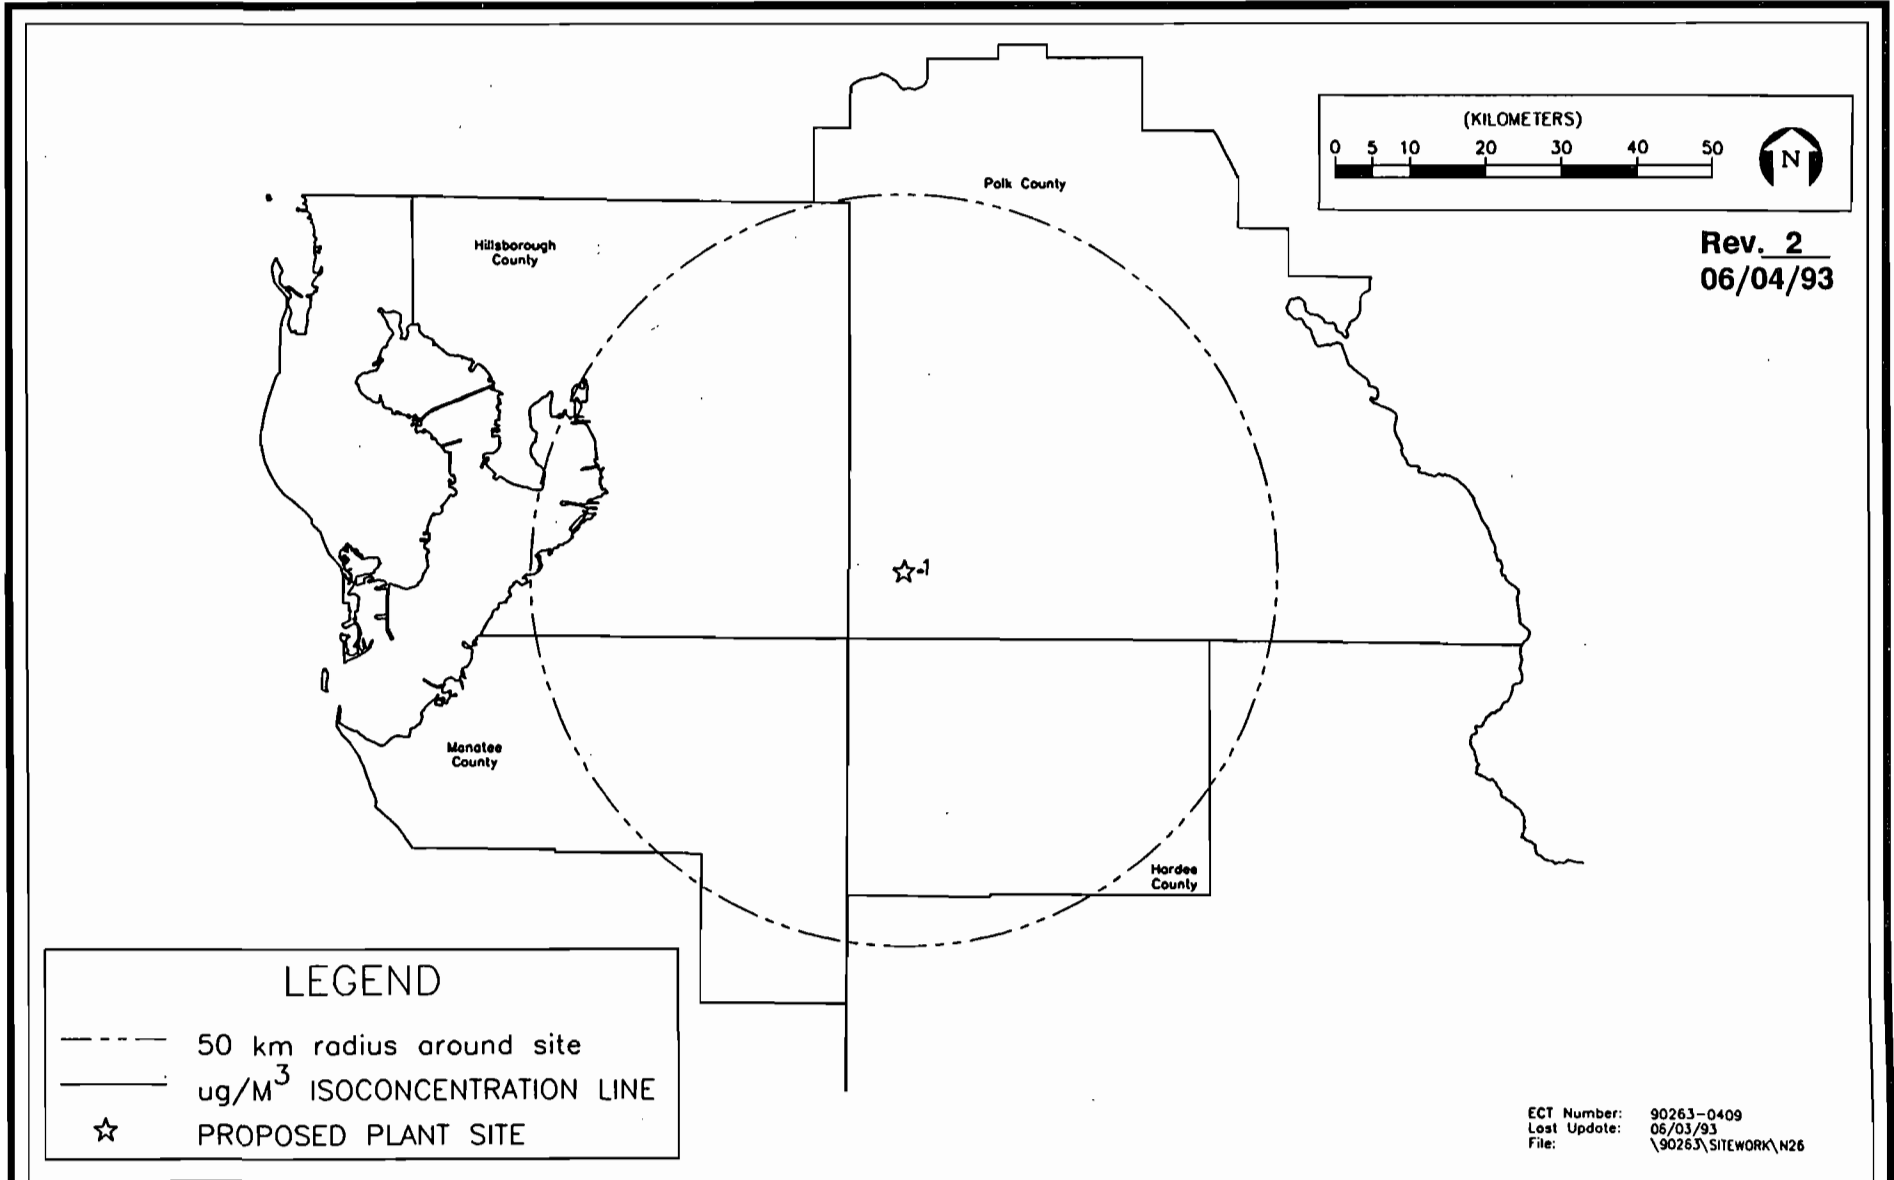 (KILOMETERS)
0 5 10 20 30 40 50
N
Polk County
Rev. 2
06/04/93
Hillsborough
County
.1
Manatee
County
Hardee
County
LEGEND
50 km radius around site
ug/M³ ISOCONCENTRATION LINE
PROPOSED PLANT SITE
ECT Number: 90263-0409
Last Update: 06/03/93
File: \90263\SITEWORK\N26